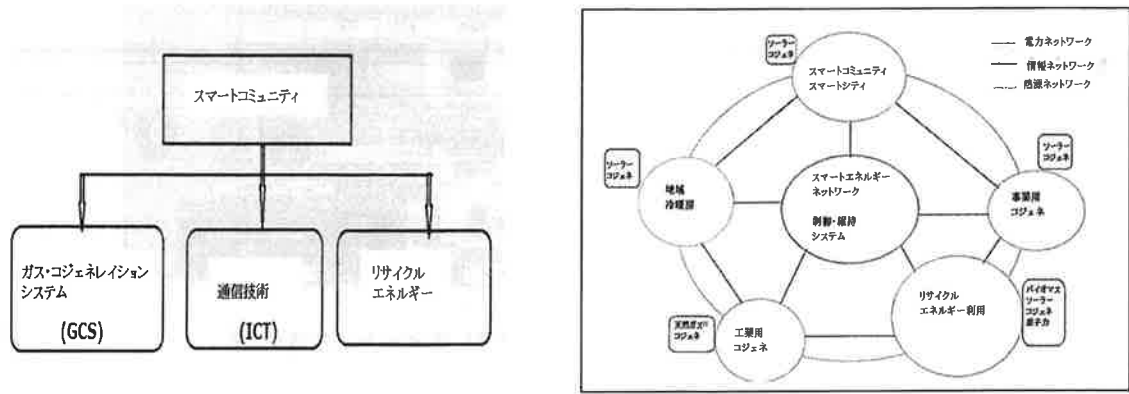 スマートコミュニティ
ガス・コジェネレイション
システム
(GCS)
通信技術
(ICT)
リサイクル
エネルギー
ソーラー
コジェネ
スマートコミュニティ
スマートシティ
電力ネットワーク
情報ネットワーク
熱源ネットワーク
ソーラー
コジェネ
地域
冷暖房
スマートエネルギー
ネットワーク
制御・維持
システム
ソーラー
コジェネ
事業用
コジェネ
天然ガス
コジェネ
工業用
コジェネ
リサイクル
エネルギー利用
バイオマス
ソーラー
コジェネ
原子力